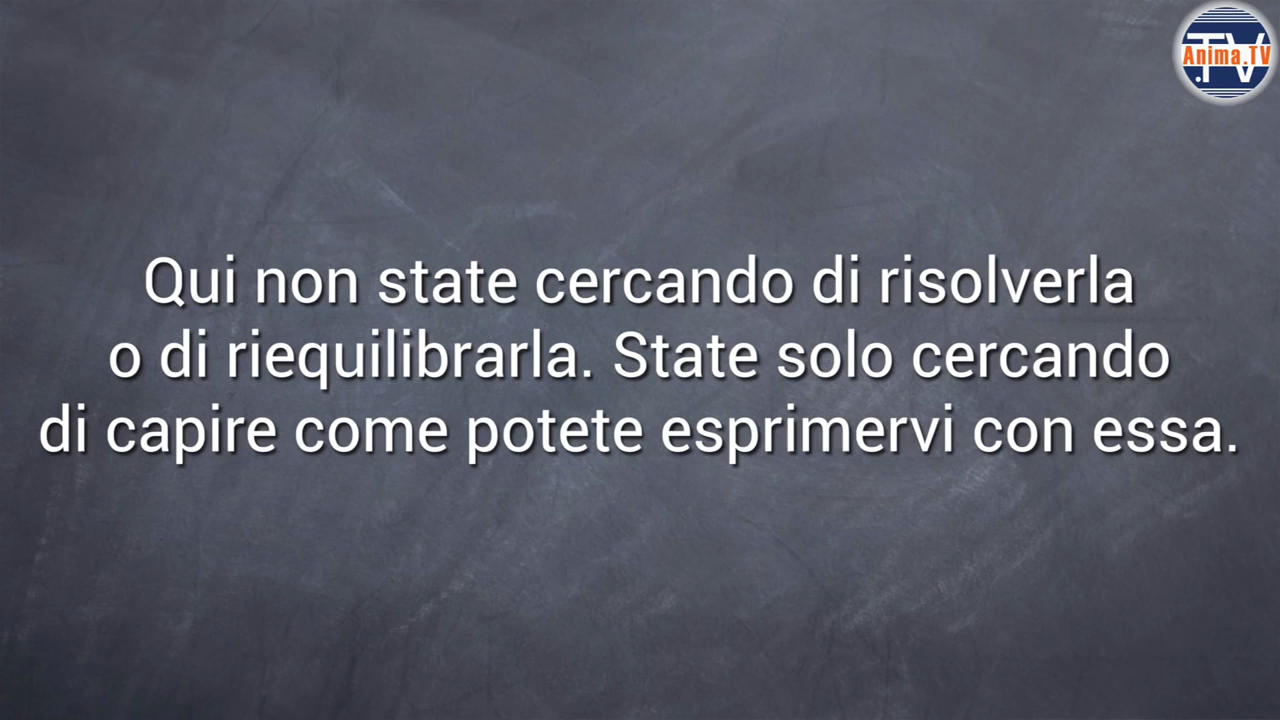 .TV
Anima.TV
Qui non state cercando di risolverla
o di riequilibrarla. State solo cercando
di capire come potete esprimervi con essa.